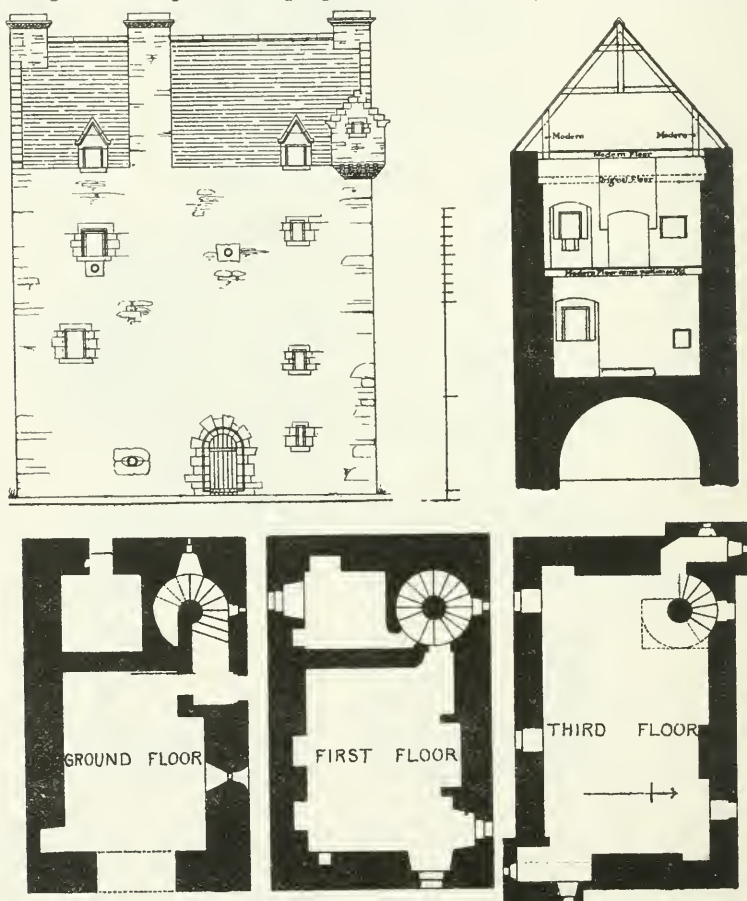 Modern
Modern
Modern Floor
Original Floor
Modern Floor same position as Old
GROUND FLOOR
FIRST FLOOR
THIRD FLOOR